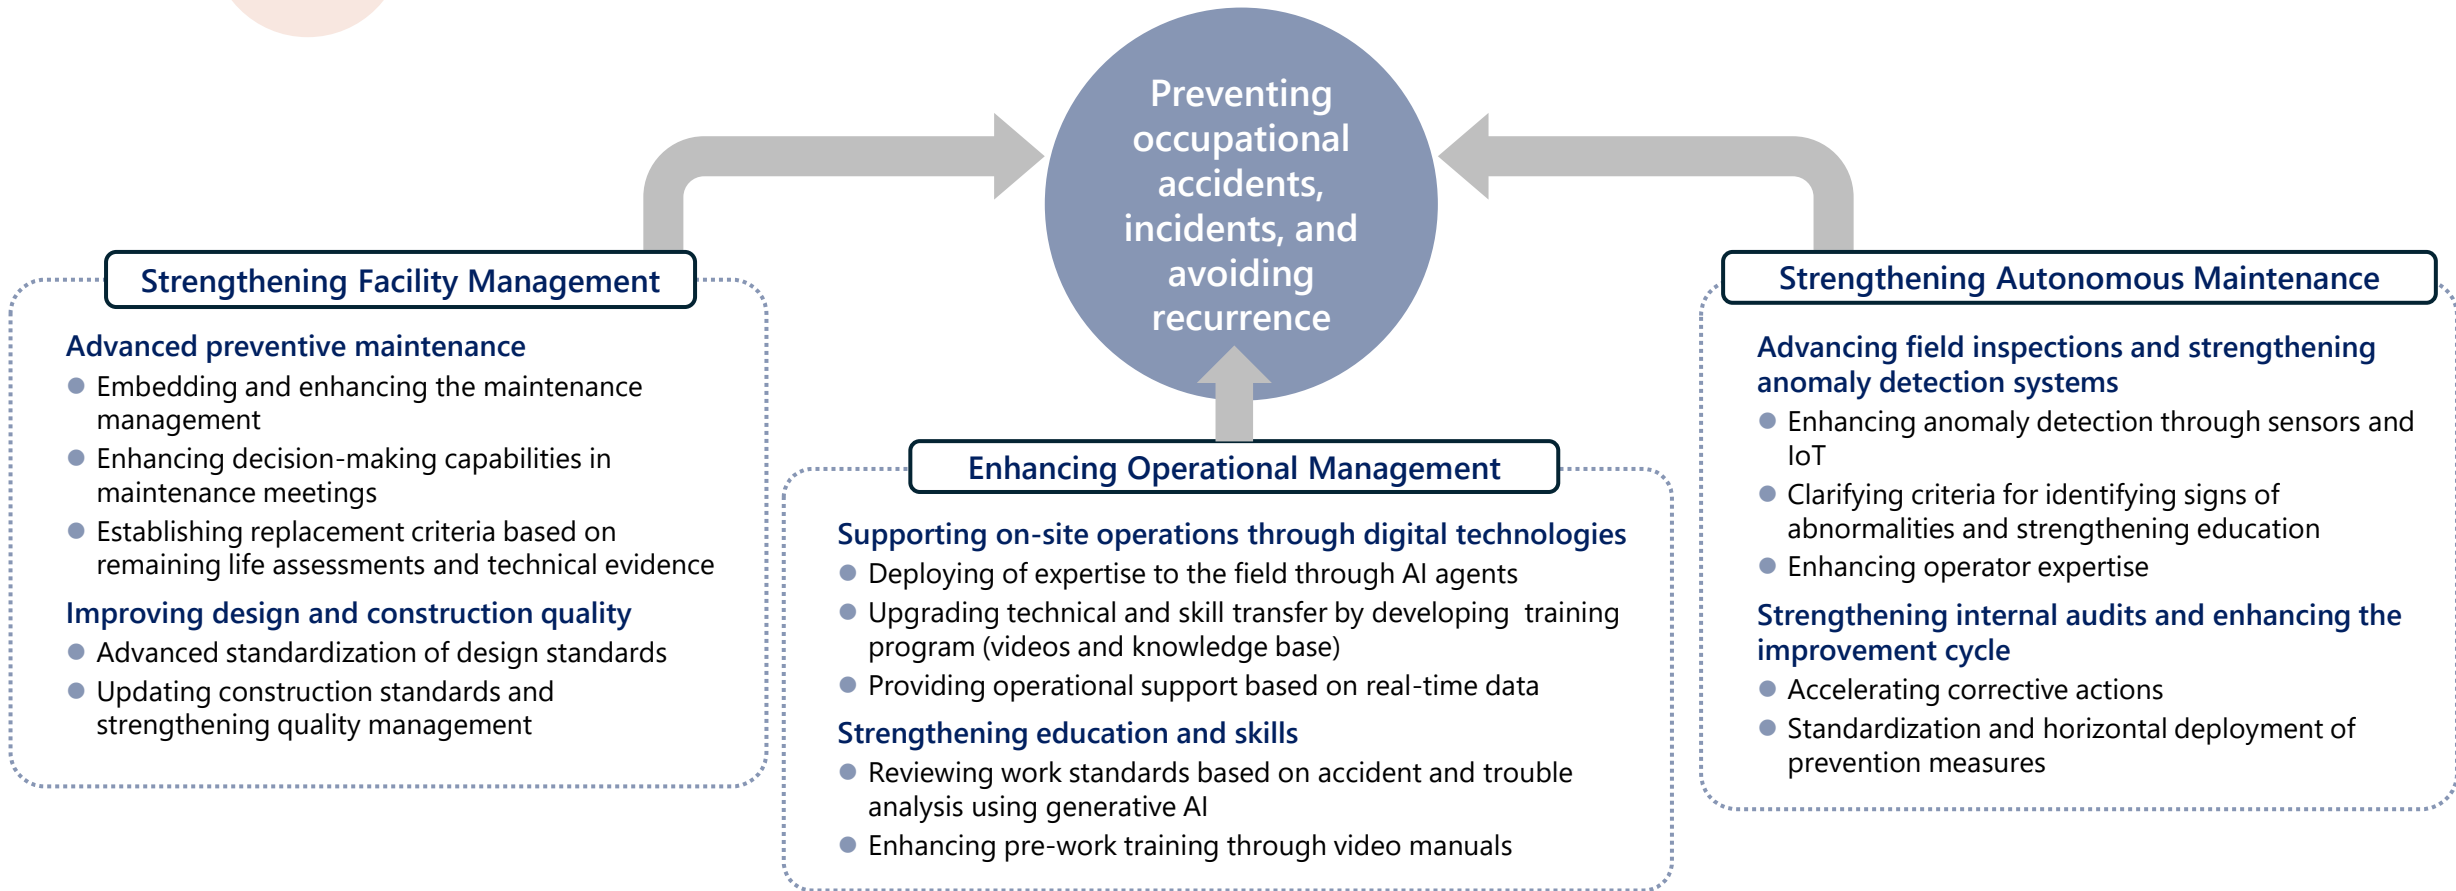 Preventing
occupational
accidents,
incidents, and
avoiding
recurrence
Strengthening Facility Management
Advanced preventive maintenance
● Embedding and enhancing the maintenance
management
● Enhancing decision-making capabilities in
maintenance meetings
● Establishing replacement criteria based on
remaining life assessments and technical evidence
Improving design and construction quality
● Advanced standardization of design standards
● Updating construction standards and
strengthening quality management
Enhancing Operational Management
Supporting on-site operations through digital technologies
● Deploying of expertise to the field through AI agents
● Upgrading technical and skill transfer by developing  training
program (videos and knowledge base)
● Providing operational support based on real-time data
Strengthening education and skills
● Reviewing work standards based on accident and trouble
analysis using generative AI
● Enhancing pre-work training through video manuals
Strengthening Autonomous Maintenance
Advancing field inspections and strengthening
anomaly detection systems
● Enhancing anomaly detection through sensors and
IoT
● Clarifying criteria for identifying signs of
abnormalities and strengthening education
● Enhancing operator expertise
Strengthening internal audits and enhancing the
improvement cycle
● Accelerating corrective actions
● Standardization and horizontal deployment of
prevention measures